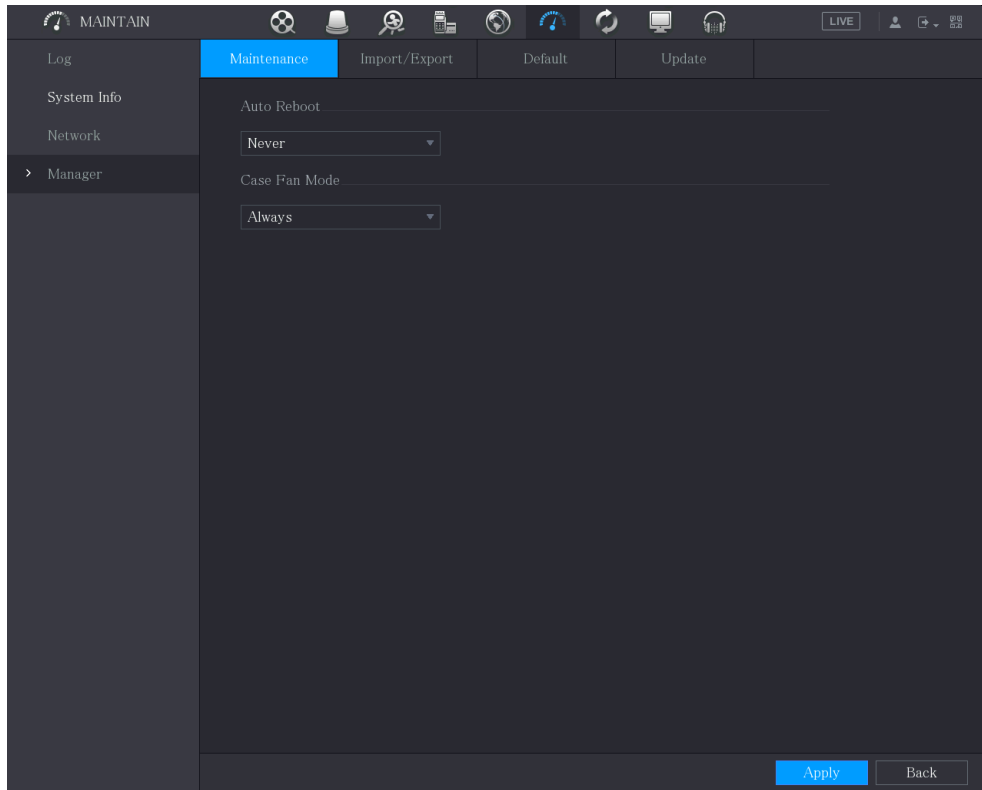 MAINTAIN
LIVE
Log
System Info
Network
Manager
Maintenance
Import/Export
Default
Update
Auto Reboot
Never
Case Fan Mode
Always
Apply
Back